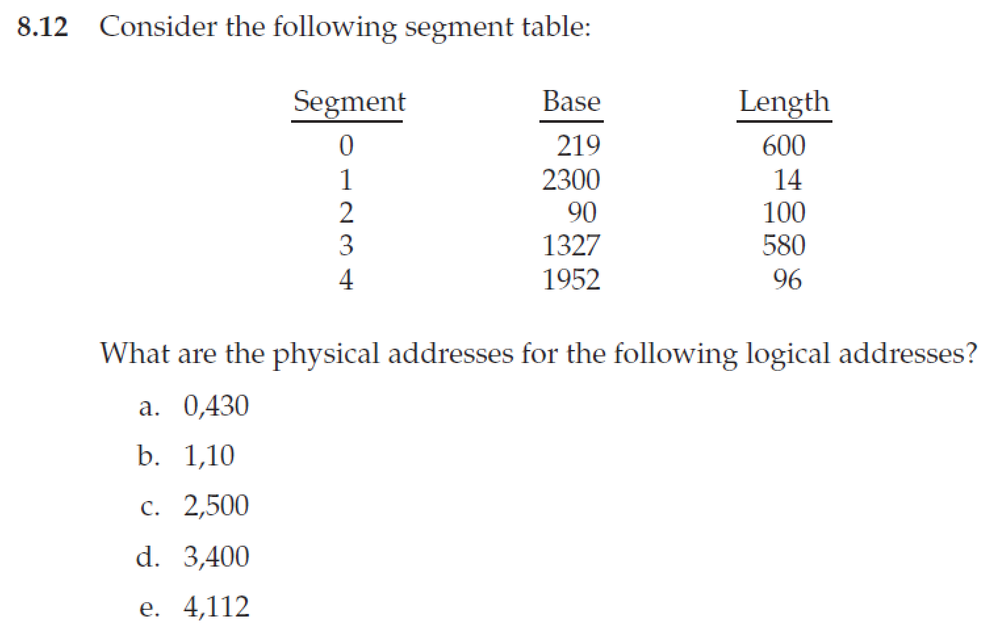 8.12 Consider the following segment table:
Segment Base Length
0 219 600
1 2300 14
2 90 100
3 1327 580
4 1952 96
What are the physical addresses for the following logical addresses?
a. 0,430
b. 1,10
c. 2,500
d. 3,400
e. 4,112